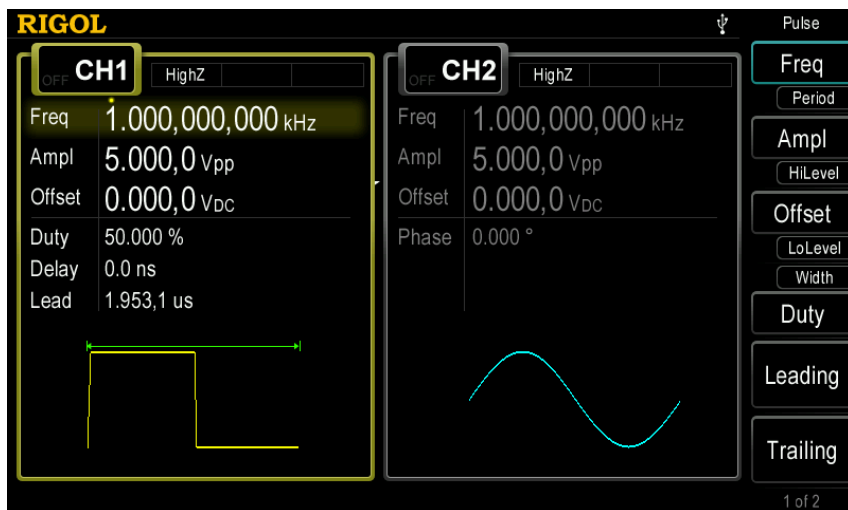 RIGOL
Pulse
OFF CH1 HighZ
Freq 1.000,000,000 kHz
Ampl 5.000,0 Vpp
Offset 0.000,0 VDC
Duty 50.000 %
Delay 0.0 ns
Lead 1.953,1 us
OFF CH2 HighZ
Freq 1.000,000,000 kHz
Ampl 5.000,0 Vpp
Offset 0.000,0 VDC
Phase 0.000 °
Freq
Period
Ampl
HiLevel
Offset
LoLevel
Width
Duty
Leading
Trailing
1 of 2